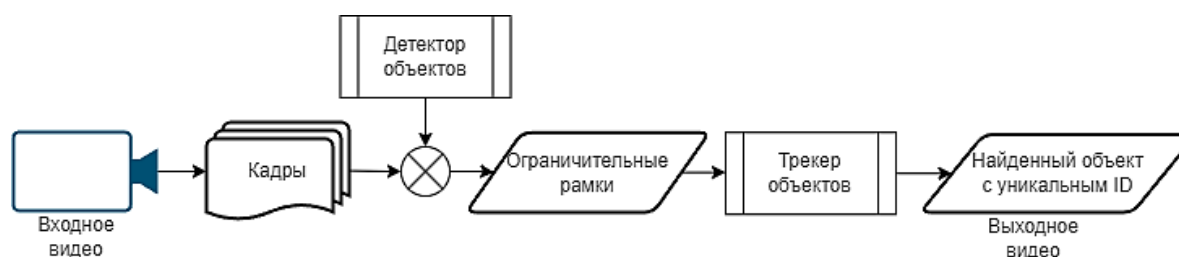 Детектор
объектов
Кадры
Ограничительные
рамки
Трекер
объектов
Найденный объект
с уникальным ID
Входное
видео
Выходное
видео